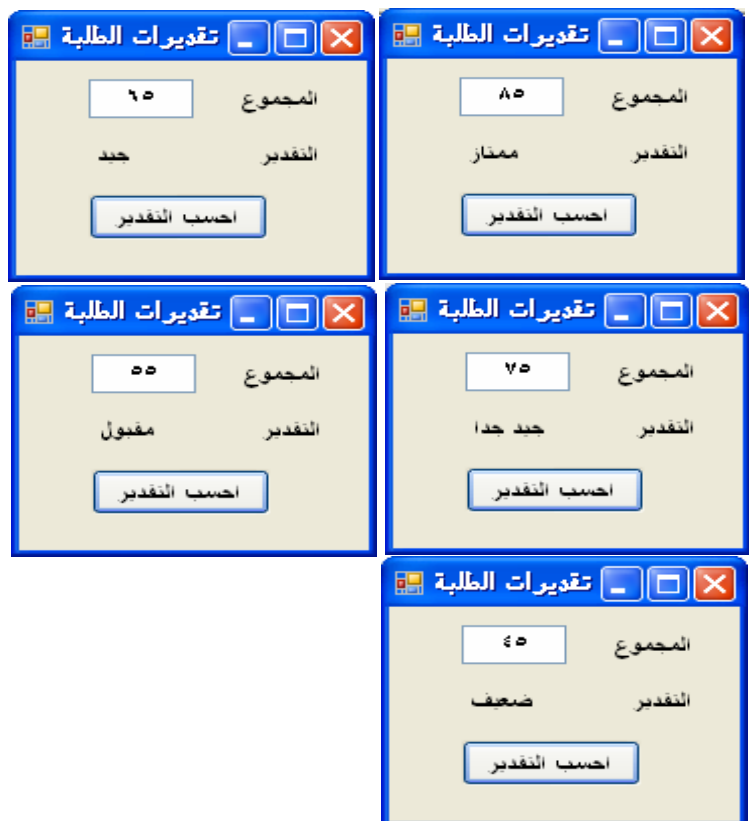 تقديرات الطلبة
المجموع ٨٥
التقدير ممتاز
احسب التقدير
تقديرات الطلبة
المجموع ٦٥
التقدير جيد
احسب التقدير
تقديرات الطلبة
المجموع ٧٥
التقدير جيد جدا
احسب التقدير
تقديرات الطلبة
المجموع ٥٥
التقدير مقبول
احسب التقدير
تقديرات الطلبة
المجموع ٤٥
التقدير ضعيف
احسب التقدير